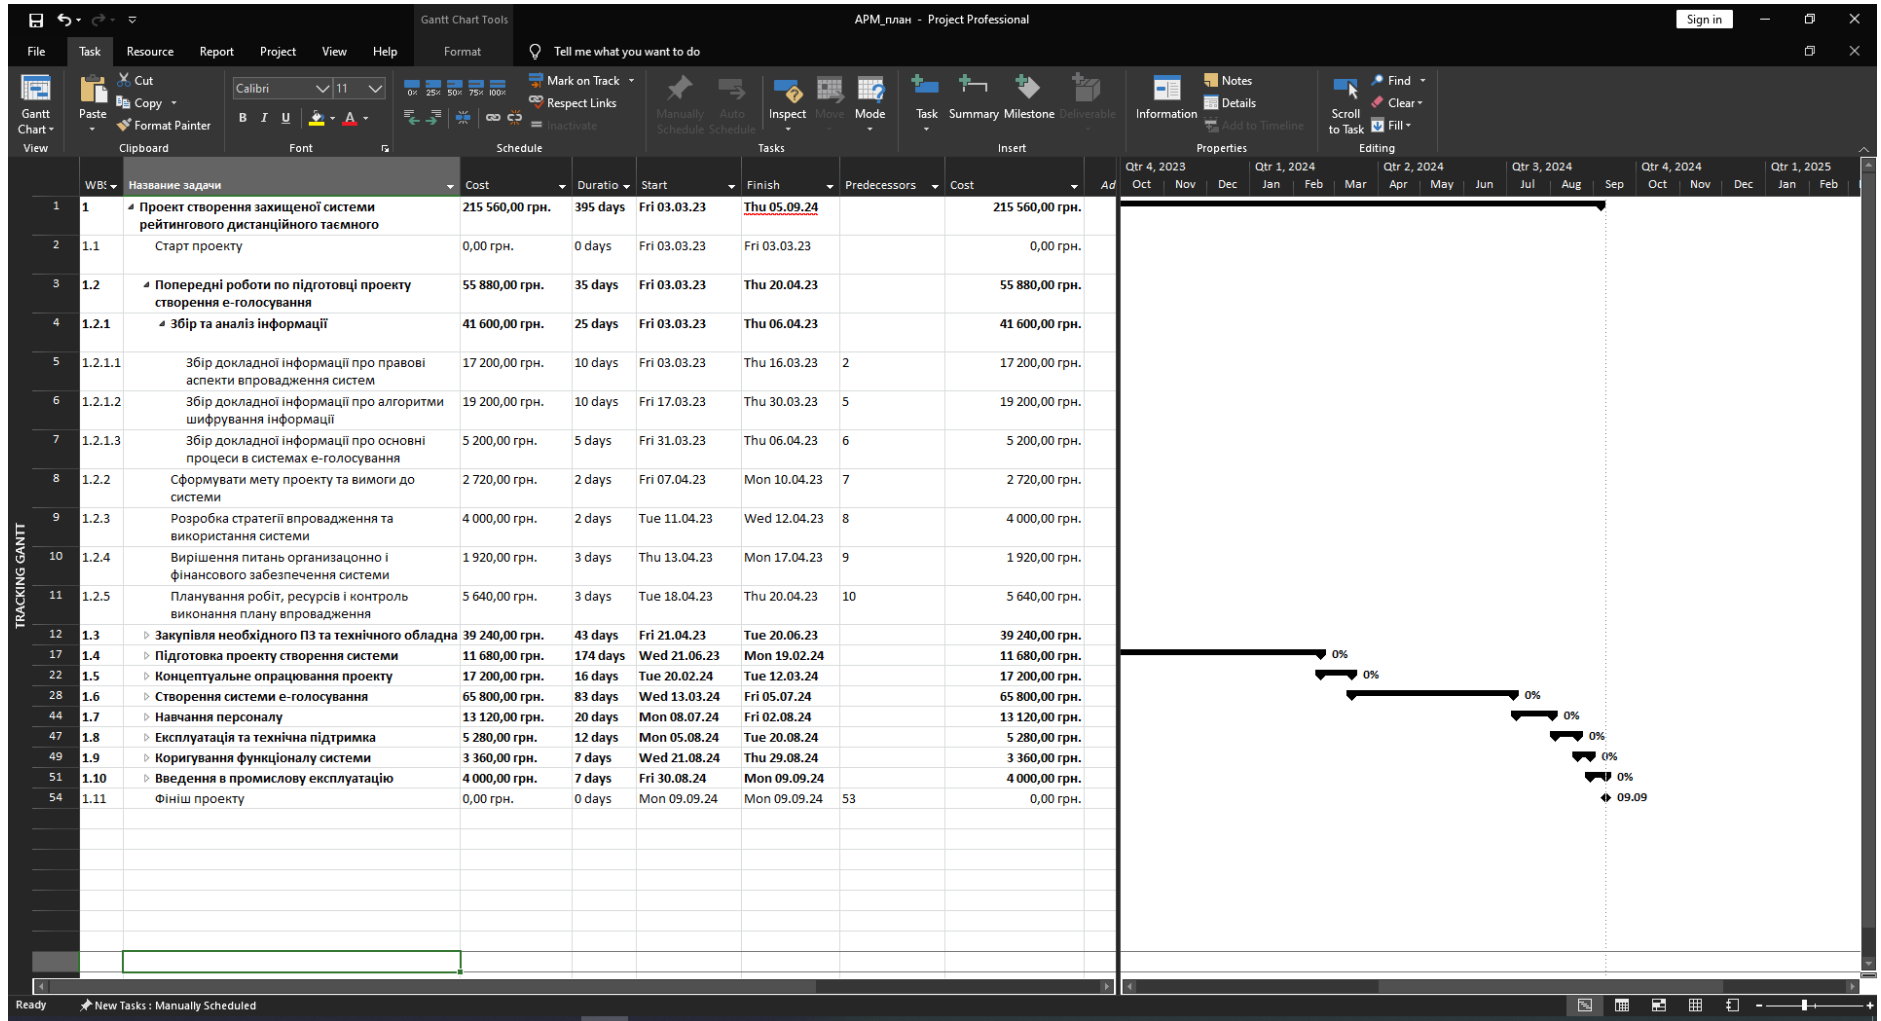 Gantt Chart Tools
АРМ_план - Project Professional
Sign in
File Task Resource Report Project View Help Format Tell me what you want to do
Gantt Chart
View
Paste
Cut
Copy
Format Painter
Clipboard
Calibri 11
B I U A
Font
0% 25% 50% 75% 100%
Mark on Track
Respect Links
Inactivate
Schedule
Manually Schedule
Auto Schedule
Inspect
Move
Mode
Tasks
Task
Summary
Milestone
Deliverable
Insert
Information
Notes
Details
Add to Timeline
Properties
Scroll to Task
Find
Clear
Fill
Editing
Qtr 4, 2023 Qtr 1, 2024 Qtr 2, 2024 Qtr 3, 2024 Qtr 4, 2024 Qtr 1, 2025
WBS Название задачи Cost Duratio Start Finish Predecessors Cost Ad Oct Nov Dec Jan Feb Mar Apr May Jun Jul Aug Sep Oct Nov Dec Jan Feb
1 1 Проект створення захищеної системи 215 560,00 грн. 395 days Fri 03.03.23 Thu 05.09.24 215 560,00 грн.
рейтингового дистанційного таємного
2 1.1 Старт проекту 0,00 грн. 0 days Fri 03.03.23 Fri 03.03.23 0,00 грн.
3 1.2 Попередні роботи по підготовці проекту 55 880,00 грн. 35 days Fri 03.03.23 Thu 20.04.23 55 880,00 грн.
створення е-голосування
4 1.2.1 Збір та аналіз інформації 41 600,00 грн. 25 days Fri 03.03.23 Thu 06.04.23 41 600,00 грн.
5 1.2.1.1 Збір докладної інформації про правові 17 200,00 грн. 10 days Fri 03.03.23 Thu 16.03.23 2 17 200,00 грн.
аспекти впровадження систем
6 1.2.1.2 Збір докладної інформації про алгоритми 19 200,00 грн. 10 days Fri 17.03.23 Thu 30.03.23 5 19 200,00 грн.
шифрування інформації
7 1.2.1.3 Збір докладної інформації про основні 5 200,00 грн. 5 days Fri 31.03.23 Thu 06.04.23 6 5 200,00 грн.
процеси в системах е-голосування
8 1.2.2 Сформувати мету проекту та вимоги до 2 720,00 грн. 2 days Fri 07.04.23 Mon 10.04.23 7 2 720,00 грн.
системи
9 1.2.3 Розробка стратегії впровадження та 4 000,00 грн. 2 days Tue 11.04.23 Wed 12.04.23 8 4 000,00 грн.
використання системи
10 1.2.4 Вирішення питань организацонно і 1 920,00 грн. 3 days Thu 13.04.23 Mon 17.04.23 9 1 920,00 грн.
фінансового забезпечення системи
11 1.2.5 Планування робіт, ресурсів і контроль 5 640,00 грн. 3 days Tue 18.04.23 Thu 20.04.23 10 5 640,00 грн.
виконання плану впровадження
12 1.3 Закупівля необхідного ПЗ та технічного обладна 39 240,00 грн. 43 days Fri 21.04.23 Tue 20.06.23 39 240,00 грн.
17 1.4 Підготовка проекту створення системи 11 680,00 грн. 174 days Wed 21.06.23 Mon 19.02.24 11 680,00 грн. 0%
22 1.5 Концептуальне опрацювання проекту 17 200,00 грн. 16 days Tue 20.02.24 Tue 12.03.24 17 200,00 грн. 0%
28 1.6 Створення системи е-голосування 65 800,00 грн. 83 days Wed 13.03.24 Fri 05.07.24 65 800,00 грн. 0%
44 1.7 Навчання персоналу 13 120,00 грн. 20 days Mon 08.07.24 Fri 02.08.24 13 120,00 грн. 0%
47 1.8 Експлуатація та технічна підтримка 5 280,00 грн. 12 days Mon 05.08.24 Tue 20.08.24 5 280,00 грн. 0%
49 1.9 Коригування функціоналу системи 3 360,00 грн. 7 days Wed 21.08.24 Thu 29.08.24 3 360,00 грн. 0%
51 1.10 Введення в промислову експлуатацію 4 000,00 грн. 7 days Fri 30.08.24 Mon 09.09.24 4 000,00 грн. 0%
54 1.11 Фініш проекту 0,00 грн. 0 days Mon 09.09.24 Mon 09.09.24 53 0,00 грн. 09.09
TRACKING GANTT
Ready New Tasks : Manually Scheduled